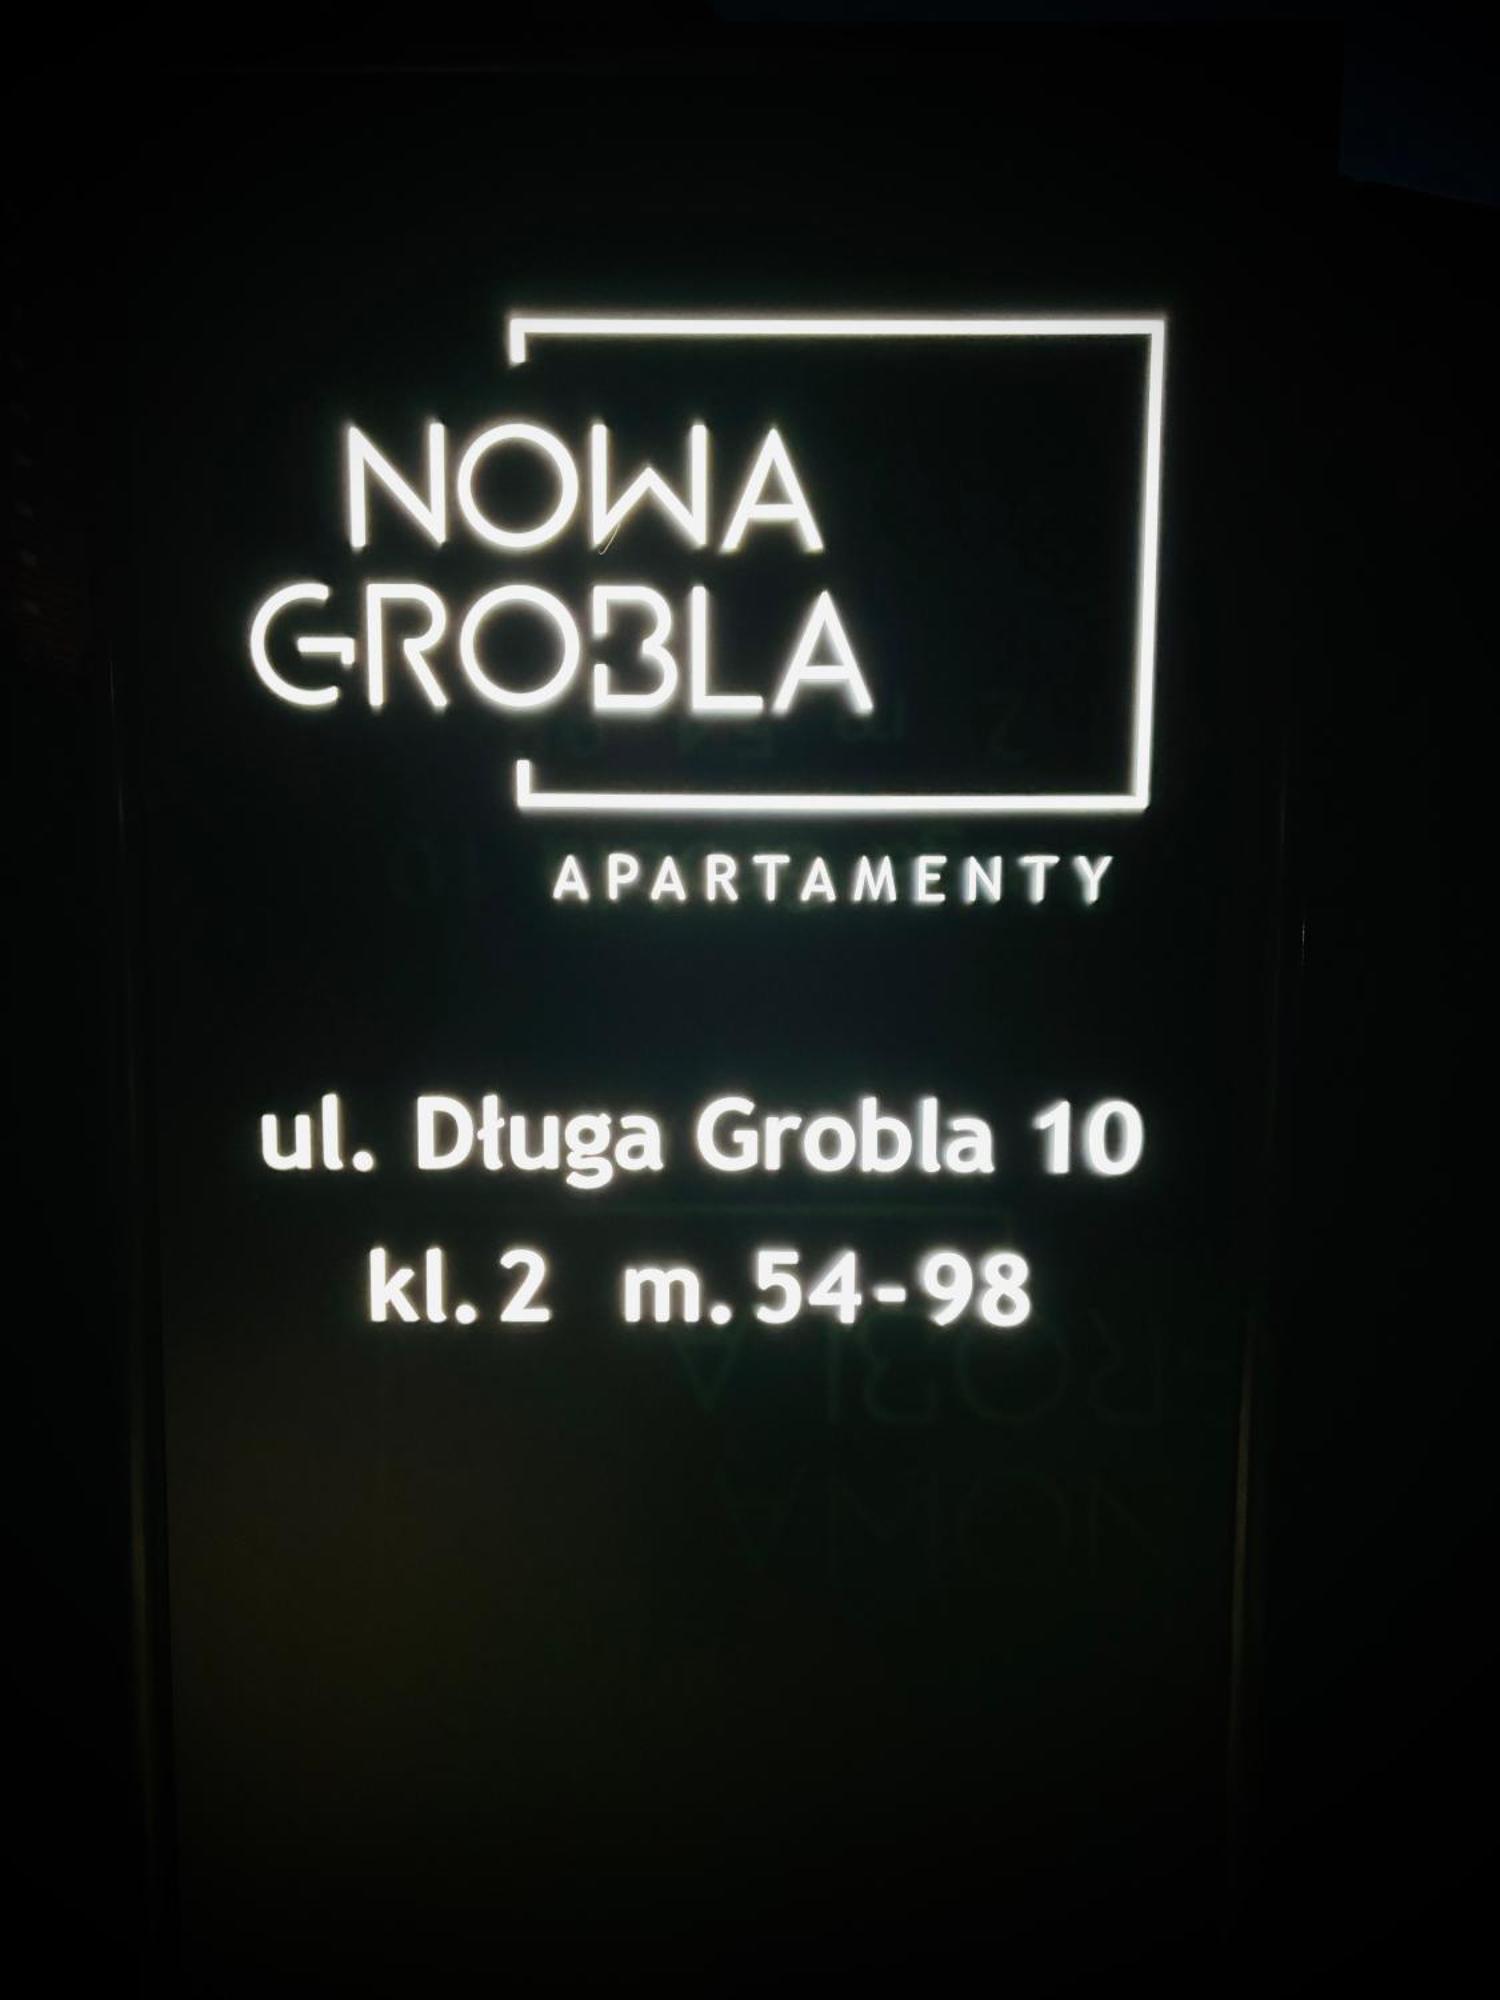 NOWA
GROBLA
APARTAMENTY
ul. Długa Grobla 10
kl. 2 m. 54-98